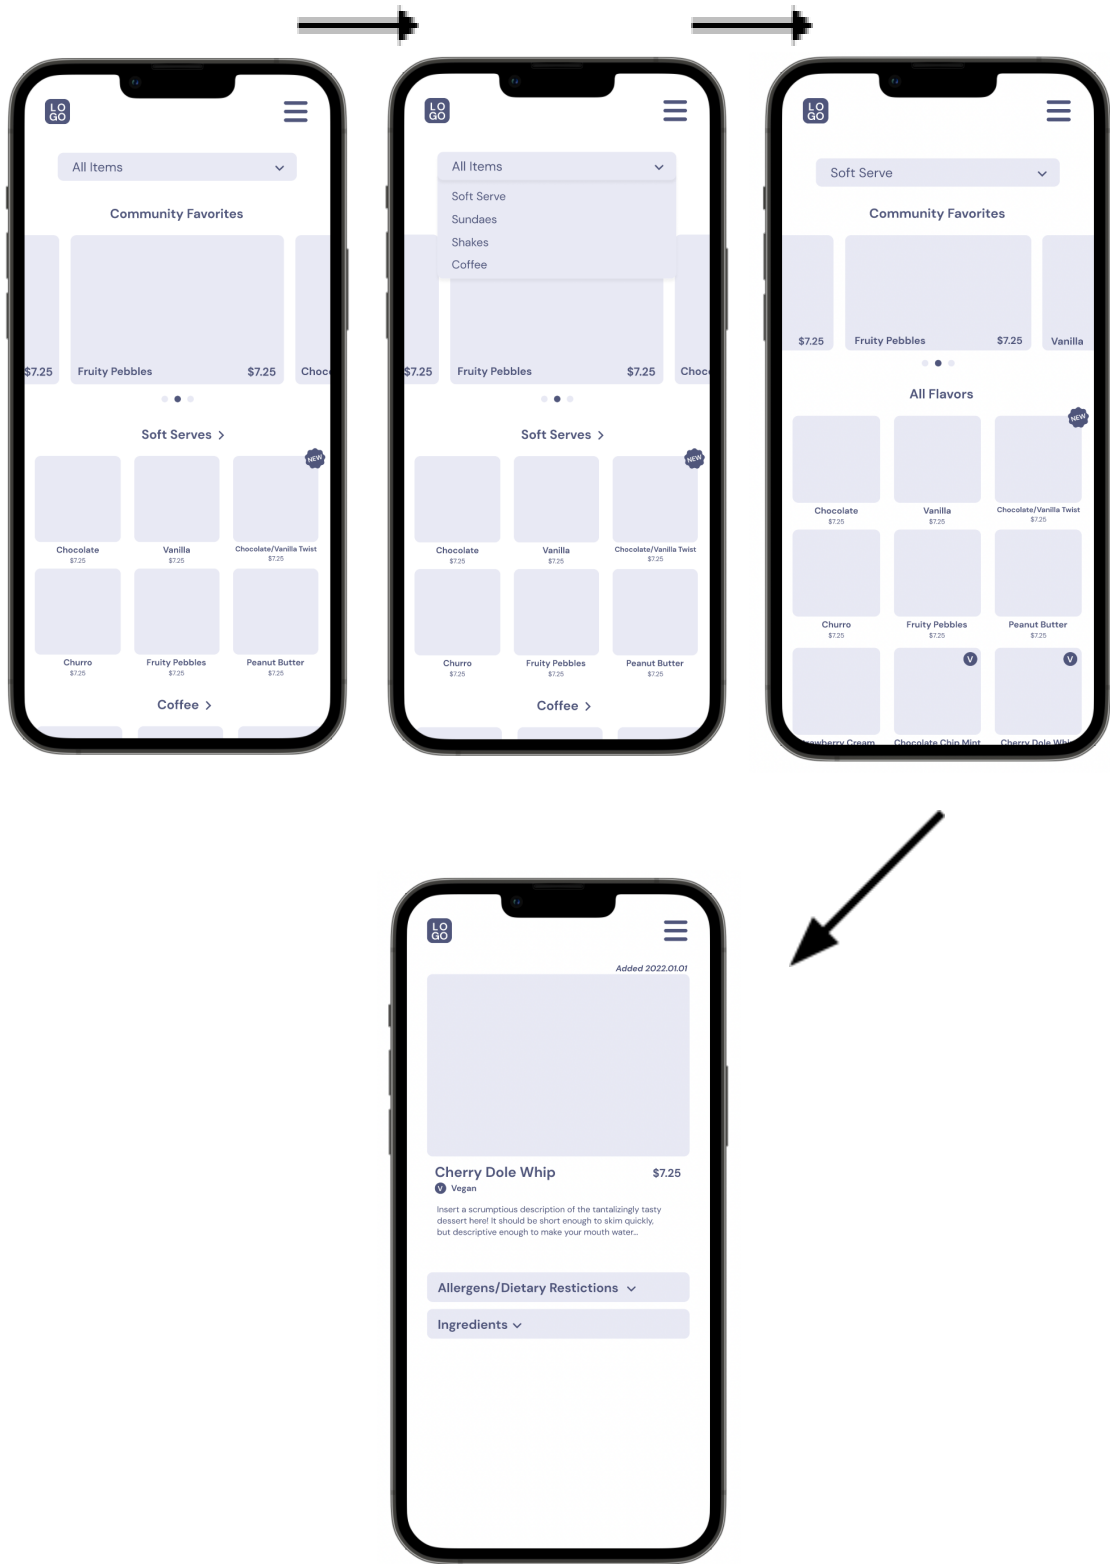 LO
GO
All Items
Community Favorites
$7.25
Fruity Pebbles $7.25
Choc
Soft Serves >
NEW
Chocolate Vanilla Chocolate/Vanilla Twist
$7.25 $7.25 $7.25
Churro Fruity Pebbles Peanut Butter
$7.25 $7.25 $7.25
Coffee >
LO
GO
All Items
Soft Serve
Sundaes
Shakes
Coffee
$7.25
Fruity Pebbles $7.25
Choc
Soft Serves >
NEW
Chocolate Vanilla Chocolate/Vanilla Twist
$7.25 $7.25 $7.25
Churro Fruity Pebbles Peanut Butter
$7.25 $7.25 $7.25
Coffee >
LO
GO
Soft Serve
Community Favorites
$7.25
Fruity Pebbles $7.25
Vanilla
All Flavors
NEW
Chocolate Vanilla Chocolate/Vanilla Twist
$7.25 $7.25 $7.25
Churro Fruity Pebbles Peanut Butter
$7.25 $7.25 $7.25
V V
rawberry Cream Chocolate Chip Mint Cherry Dole Whi
LO
GO
Added 2022.01.01
Cherry Dole Whip $7.25
V Vegan
Insert a scrumptious description of the tantalizingly tasty
dessert here! It should be short enough to skim quickly,
but descriptive enough to make your mouth water...
Allergens/Dietary Restictions
Ingredients